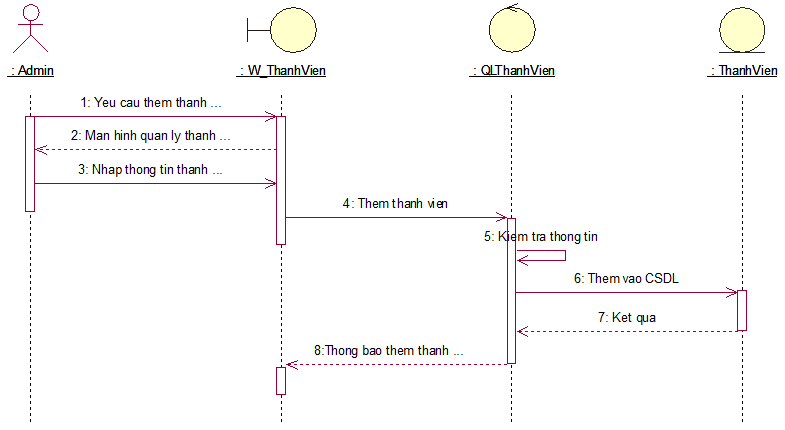 : Admin
: W_ThanhVien
: QLThanhVien
: ThanhVien
1: Yeu cau them thanh ...
2: Man hinh quan ly thanh ...
3: Nhap thong tin thanh ...
4: Them thanh vien
5: Kiem tra thong tin
6: Them vao CSDL
7: Ket qua
8:Thong bao them thanh ...